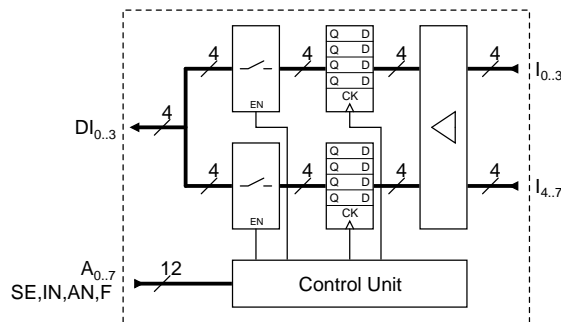 4 4 4 4
I0..3
Q D
Q D
Q D
Q D
EN
CK
4
DI0..3
4 4 4 4
I4..7
Q D
Q D
Q D
Q D
EN
CK
A0..7
12
SE,IN,AN,F
Control Unit